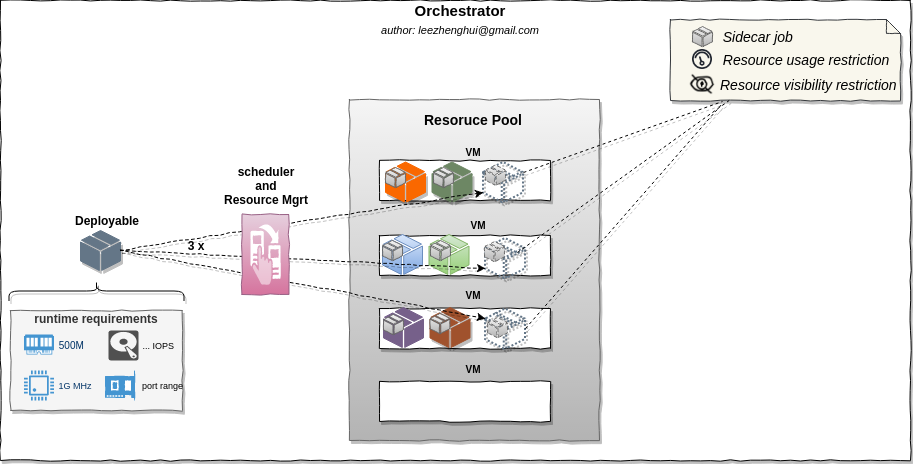 Orchestrator
author: leezhenghui@gmail.com
Sidecar job
Resource usage restriction
Resource visibility restriction
Resoruce Pool
VM
scheduler
and
Resource Mgrt
Deployable
3 x
VM
VM
runtime requirements
500M
... IOPS
1G MHz
port range
VM